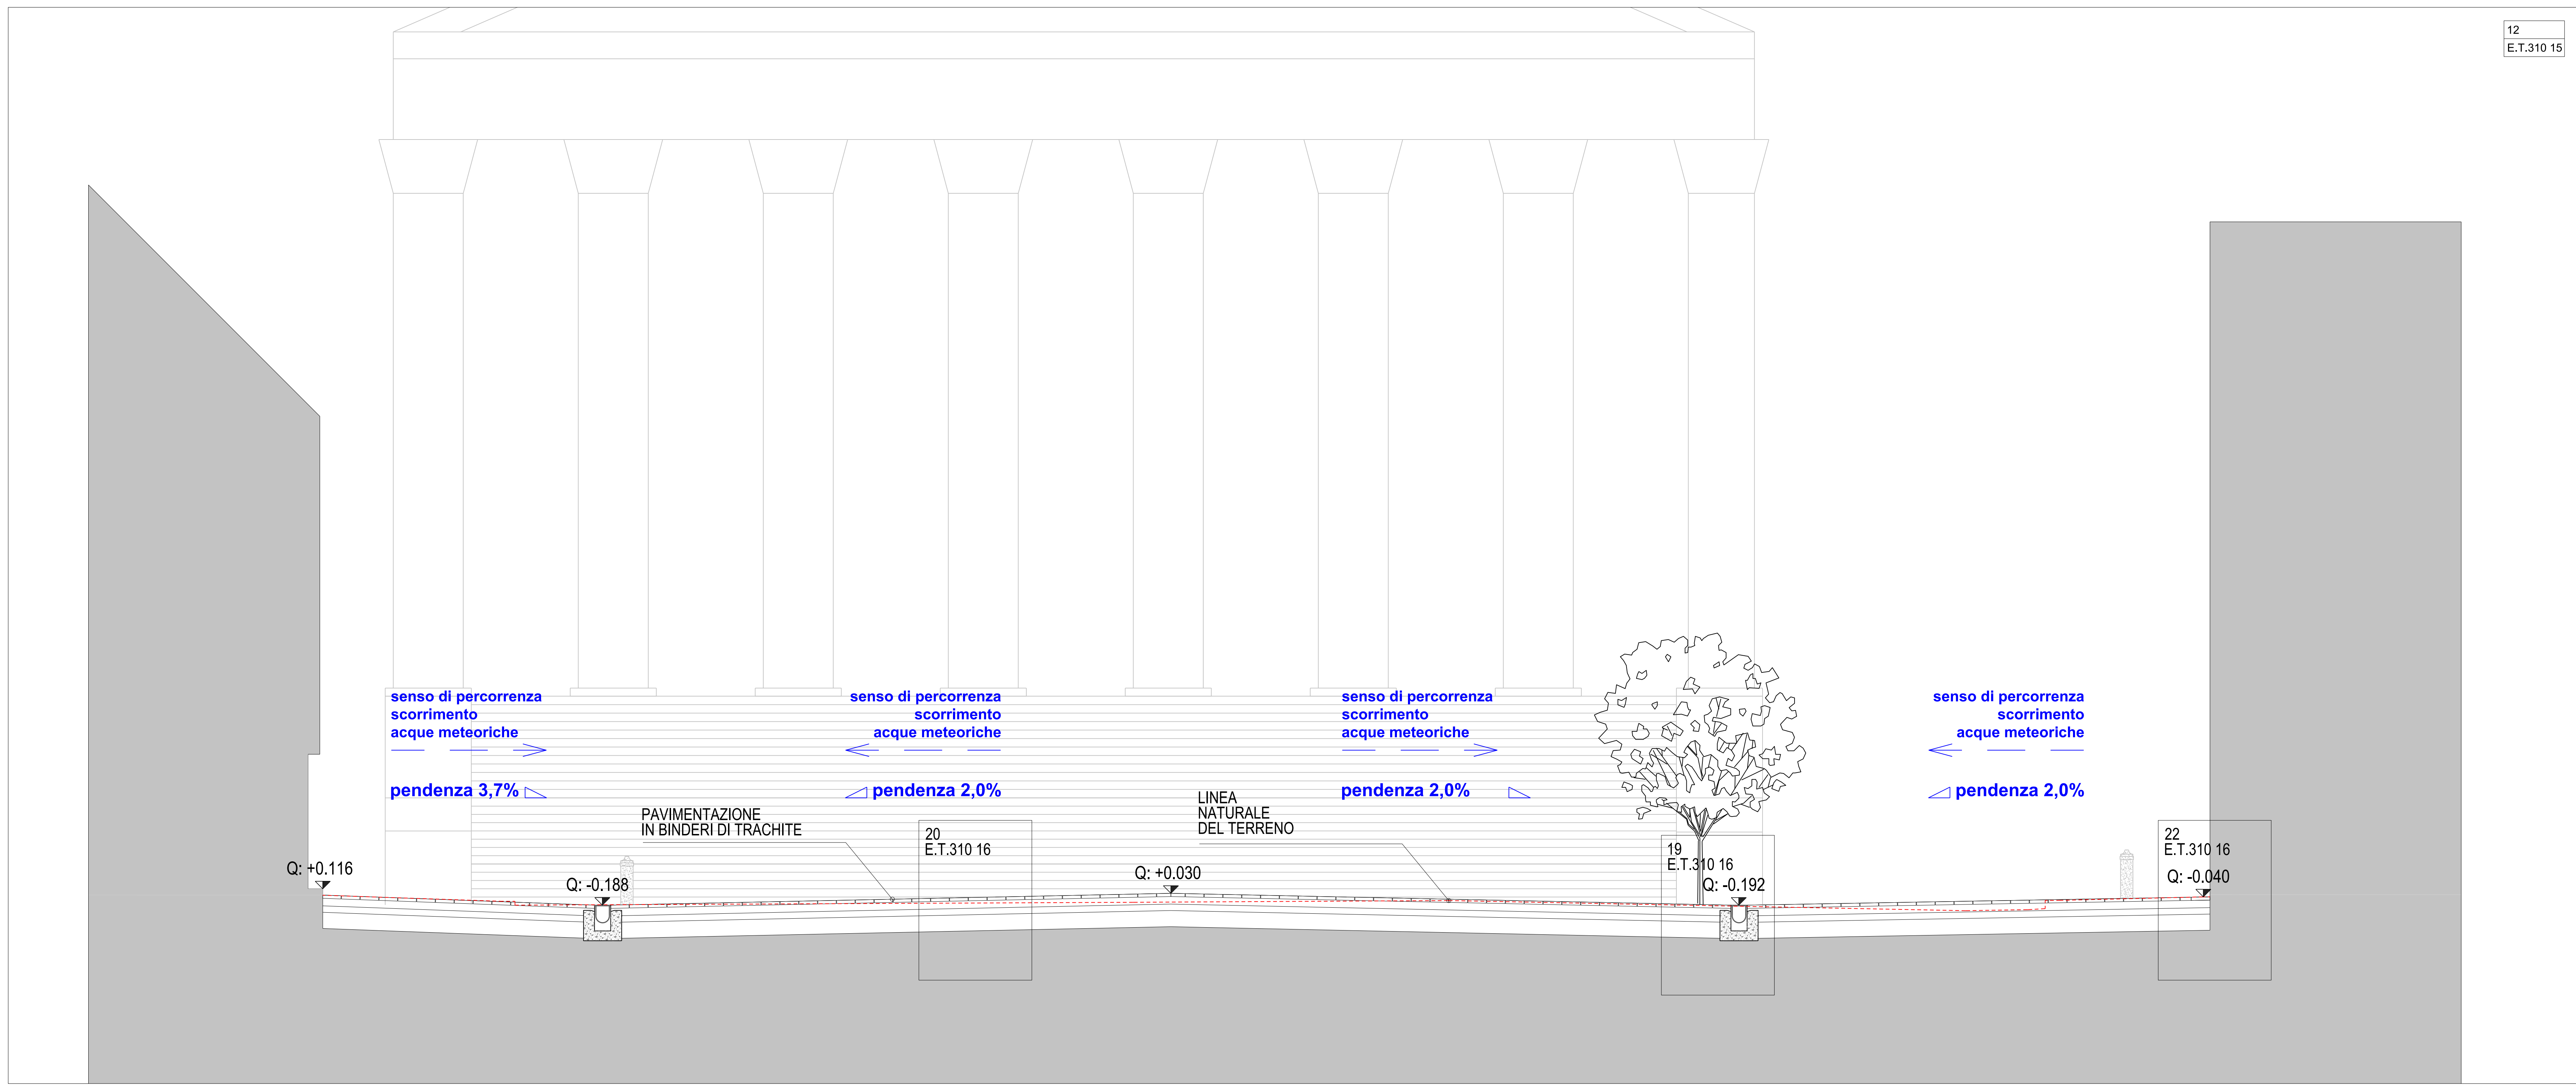 12
E.T.310 15
senso di percorrenza
scorrimento
acque meteoriche
pendenza 3,7%
senso di percorrenza
scorrimento
acque meteoriche
pendenza 2,0%
senso di percorrenza
scorrimento
acque meteoriche
pendenza 2,0%
senso di percorrenza
scorrimento
acque meteoriche
pendenza 2,0%
PAVIMENTAZIONE
IN BINDERI DI TRACHITE
LINEA
NATURALE
DEL TERRENO
20
E.T.310 16
19
E.T.310 16
22
E.T.310 16
Q: +0.116
Q: -0.188
Q: +0.030
Q: -0.192
Q: -0.040